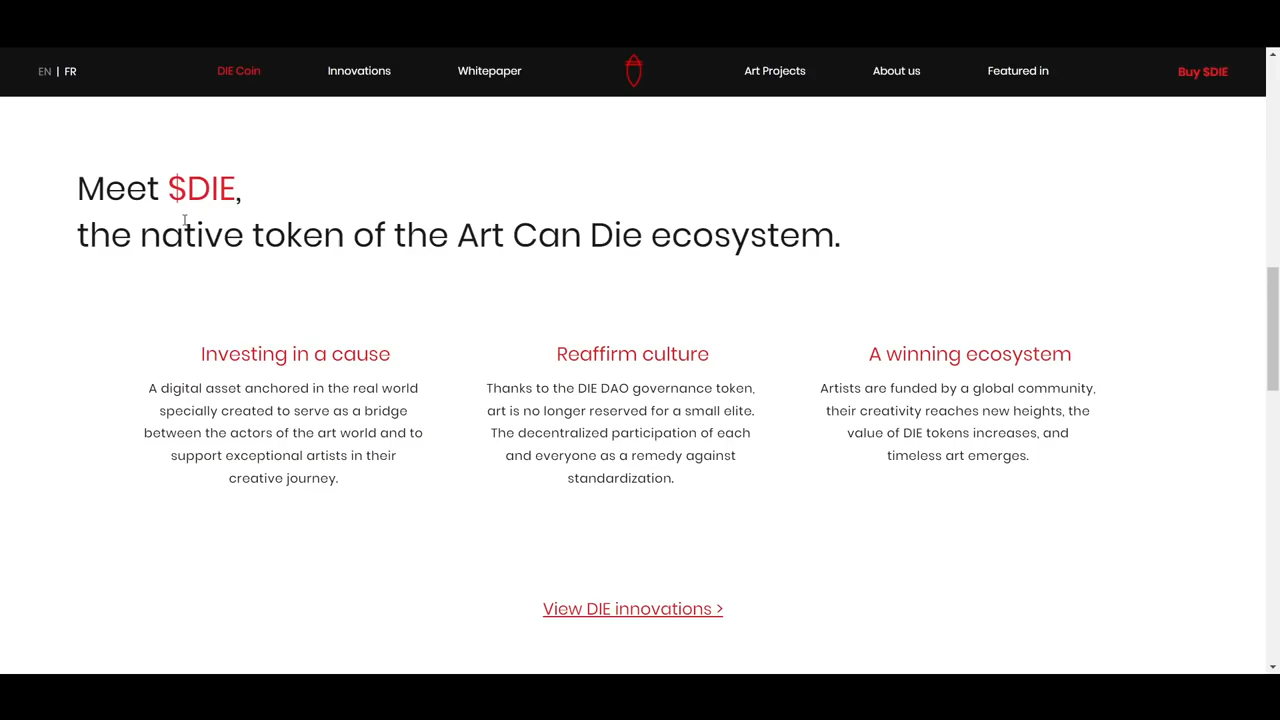 EN | FR DIE Coin Innovations Whitepaper Art Projects About us Featured in Buy $DIE
Meet $DIE,
the native token of the Art Can Die ecosystem.
Investing in a cause
A digital asset anchored in the real world
specially created to serve as a bridge
between the actors of the art world and to
support exceptional artists in their
creative journey.
Reaffirm culture
Thanks to the DIE DAO governance token,
art is no longer reserved for a small elite.
The decentralized participation of each
and everyone as a remedy against
standardization.
A winning ecosystem
Artists are funded by a global community,
their creativity reaches new heights, the
value of DIE tokens increases, and
timeless art emerges.
View DIE innovations >